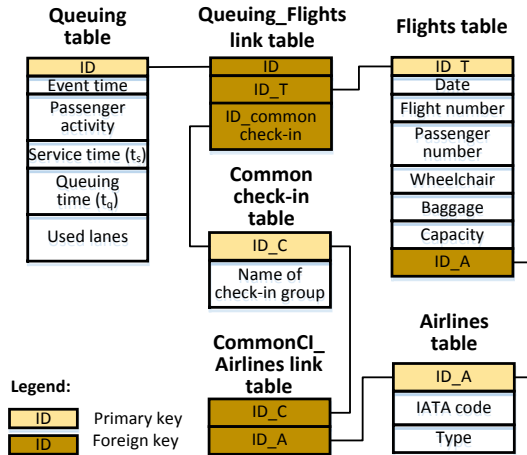 Queuing
table
ID
Event time
Passenger
activity
Service time (ts)
Queuing
time (tq)
Used lanes
Queuing_Flights
link table
ID
ID_T
ID_common
check-in
Common
check-in
table
ID_C
Name of
check-in group
CommonCI_
Airlines link
table
ID_C
ID_A
Flights table
ID_T
Date
Flight number
Passenger
number
Wheelchair
Baggage
Capacity
ID_A
Airlines
table
ID_A
IATA code
Type
Legend:
ID Primary key
ID Foreign key